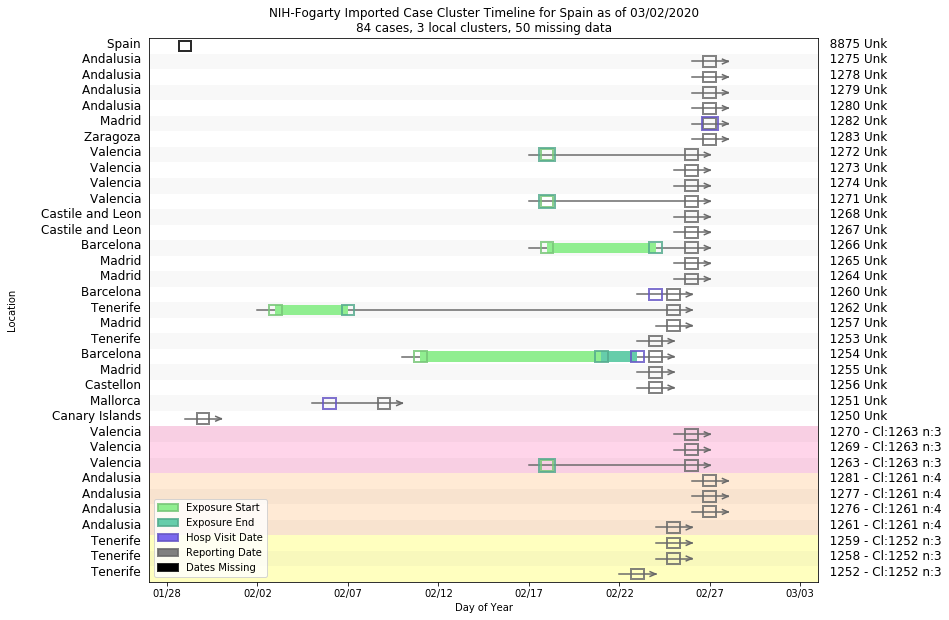 NIH-Fogarty Imported Case Cluster Timeline for Spain as of 03/02/2020
84 cases, 3 local clusters, 50 missing data
Spain 8875 Unk
Andalusia 1275 Unk
Andalusia 1278 Unk
Andalusia 1279 Unk
Andalusia 1280 Unk
Madrid 1282 Unk
Zaragoza 1283 Unk
Valencia 1272 Unk
Valencia 1273 Unk
Valencia 1274 Unk
Valencia 1271 Unk
Castile and Leon 1268 Unk
Castile and Leon 1267 Unk
Barcelona 1266 Unk
Madrid 1265 Unk
Madrid 1264 Unk
Barcelona 1260 Unk
Tenerife 1262 Unk
Madrid 1257 Unk
Tenerife 1253 Unk
Barcelona 1254 Unk
Madrid 1255 Unk
Castellon 1256 Unk
Mallorca 1251 Unk
Canary Islands 1250 Unk
Valencia 1270 - Cl:1263 n:3
Valencia 1269 - Cl:1263 n:3
Valencia 1263 - Cl:1263 n:3
Andalusia 1281 - Cl:1261 n:4
Andalusia 1277 - Cl:1261 n:4
Andalusia 1276 - Cl:1261 n:4
Andalusia 1261 - Cl:1261 n:4
Tenerife 1259 - Cl:1252 n:3
Tenerife 1258 - Cl:1252 n:3
Tenerife 1252 - Cl:1252 n:3
Location
Exposure Start
Exposure End
Hosp Visit Date
Reporting Date
Dates Missing
01/28 02/02 02/07 02/12 02/17 02/22 02/27 03/03
Day of Year